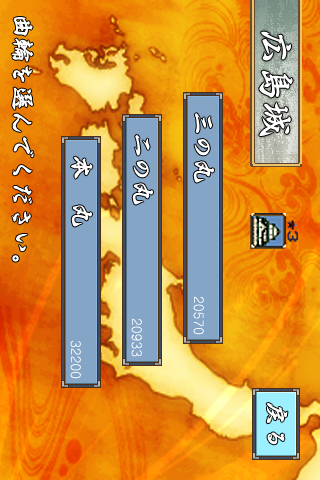 広島城
★3
戻る
三の丸
20570
二の丸
20933
本丸
32200
曲輪を選んでください。